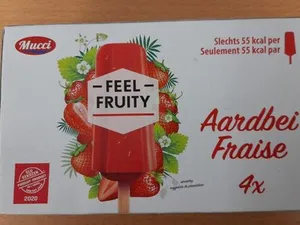 Mucci
Slechts 55 kcal per
Seulement 55 kcal par
FEEL
FRUITY
Aardbei
Fraise
4x
2020